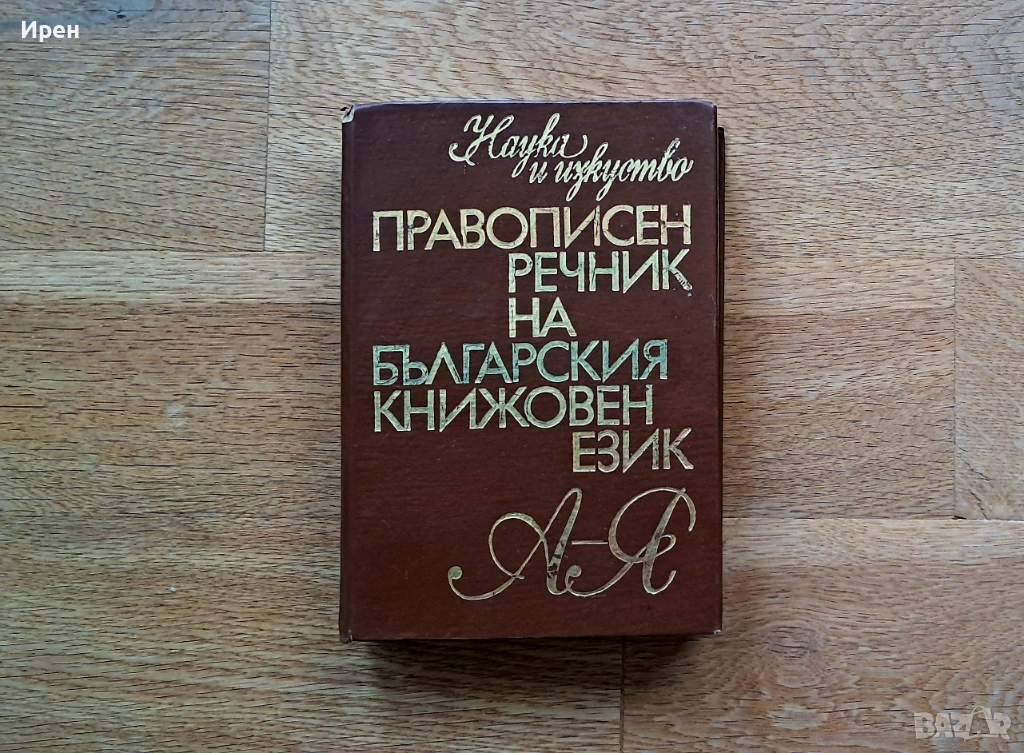 Ирен
Наука
и изкуство
ПРАВОПИСЕН
РЕЧНИК
НА
БЪЛГАРСКИЯ
КНИЖОВЕН
ЕЗИК
А-Я
BAZAR